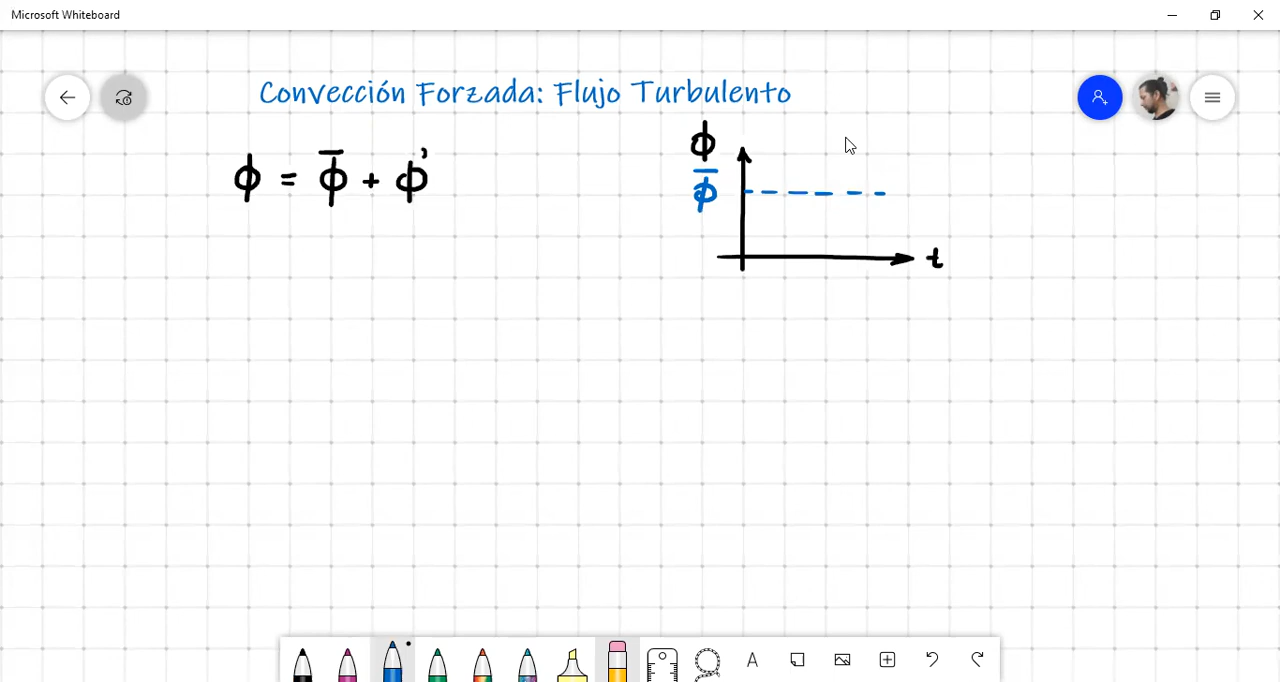 Microsoft Whiteboard
Convección Forzada: Flujo Turbulento
ϕ = ϕ̅ + ϕ'
ϕ
ϕ̅
t
A